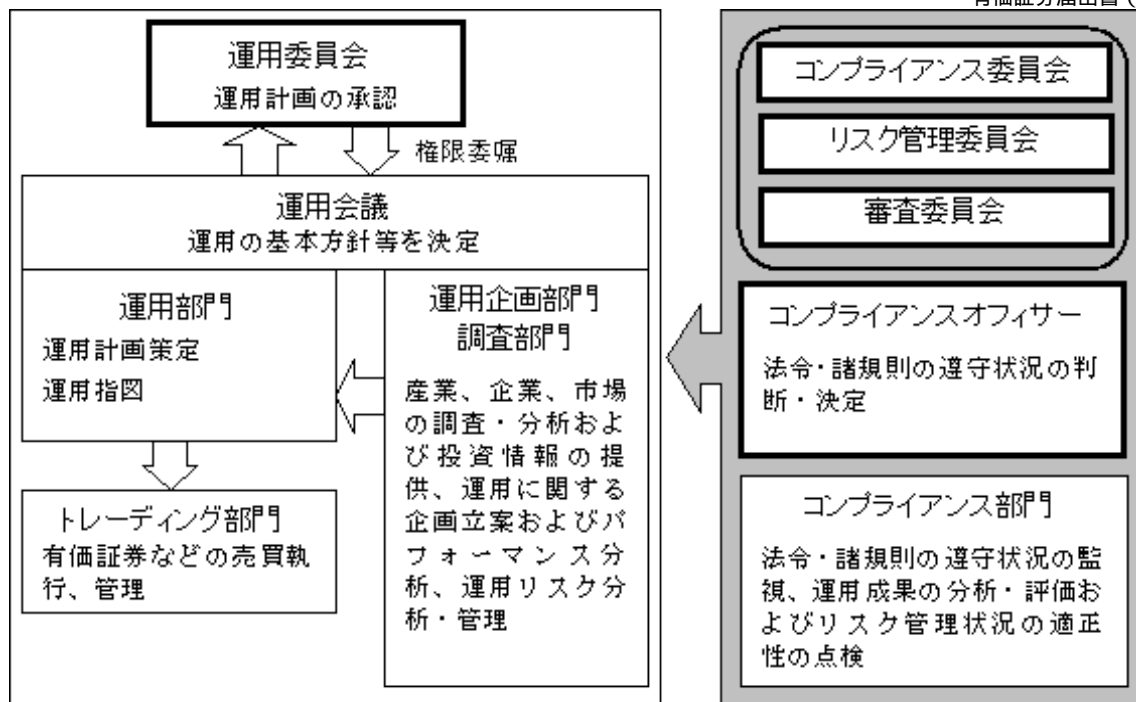 有価証券届出書（
運用委員会
運用計画の承認
権限委嘱
運用会議
運用の基本方針等を決定
運用部門
運用計画策定
運用指図
トレーディング部門
有価証券などの売買執
行、管理
運用企画部門
調査部門
産業、企業、市場
の調査・分析およ
び投資情報の提
供、運用に関する
企画立案およびパ
フォーマンス分
析、運用リスク分
析・管理
コンプライアンス委員会
リスク管理委員会
審査委員会
コンプライアンスオフィサー
法令・諸規則の遵守状況の判
断・決定
コンプライアンス部門
法令・諸規則の遵守状況の監
視、運用成果の分析・評価お
よびリスク管理状況の適正
性の点検